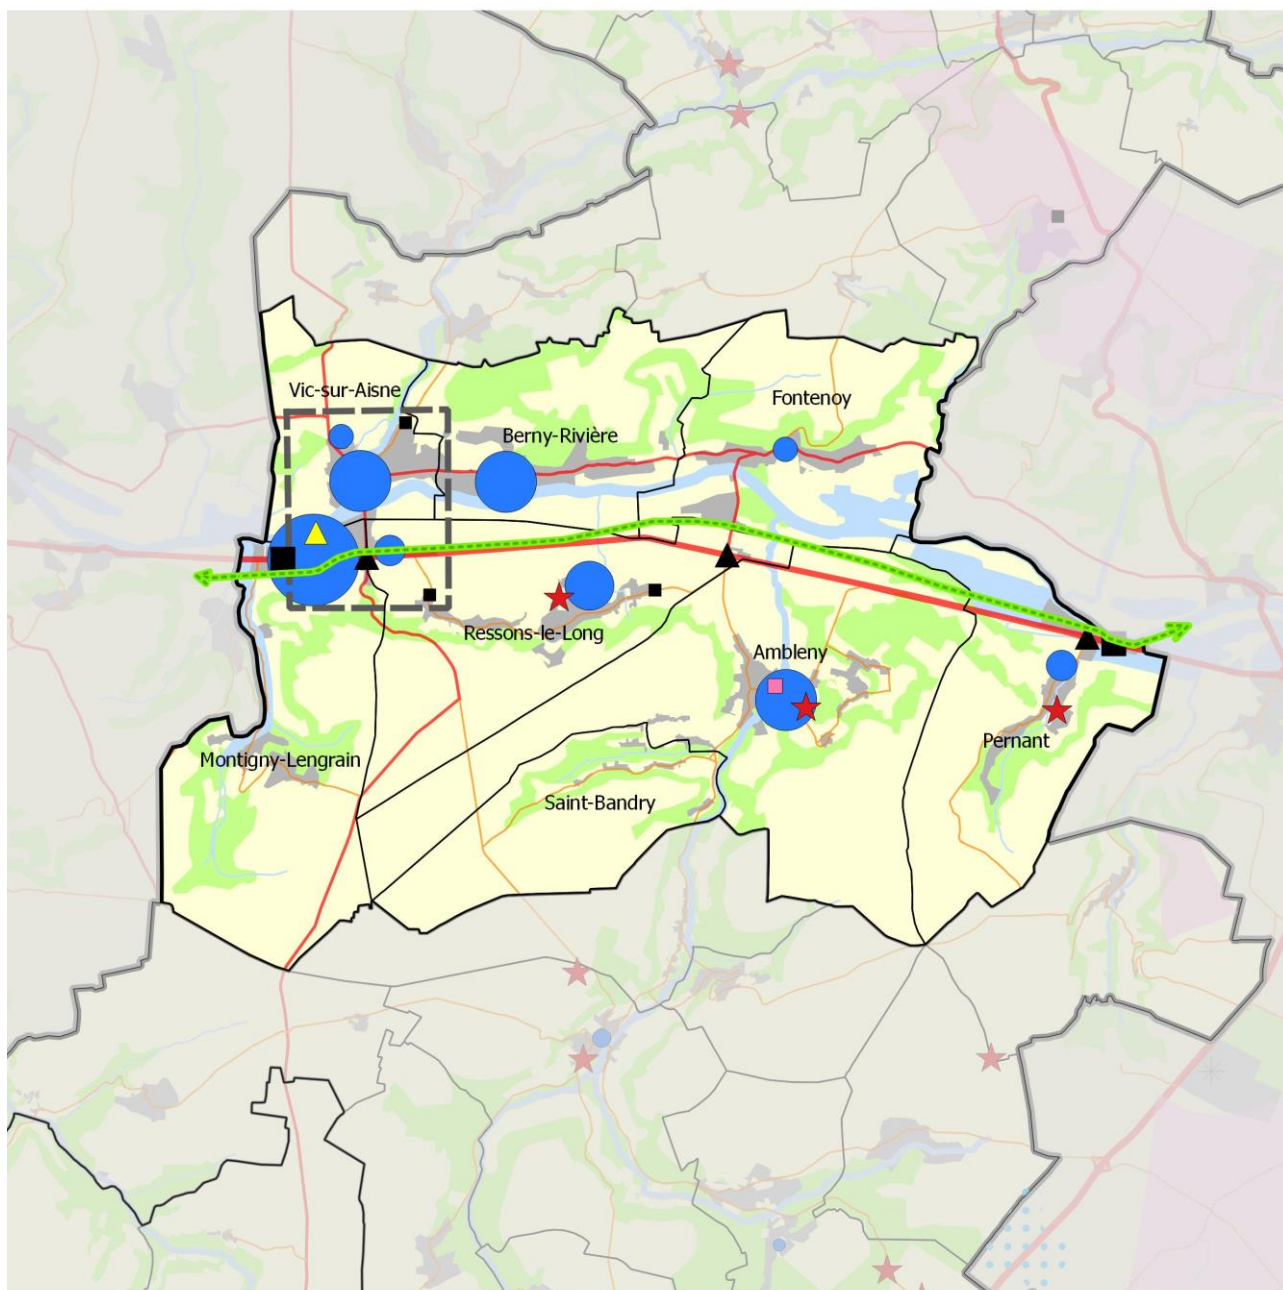 Vic-sur-Aisne
Fontenoy
Berny-Rivière
Ressons-le-Long
Ambleny
Pernant
Montigny-Lengrain
Saint-Bandry